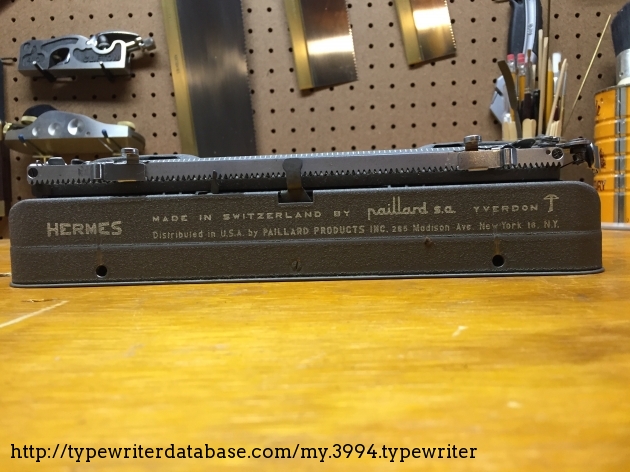 HERMES MADE IN SWITZERLAND BY paillard s.a YVERDON
Distributed in U.S.A. by PAILLARD PRODUCTS INC. 285 Madison Ave. New York 16, N.Y.
http://typewriterdatabase.com/my.3994.typewriter